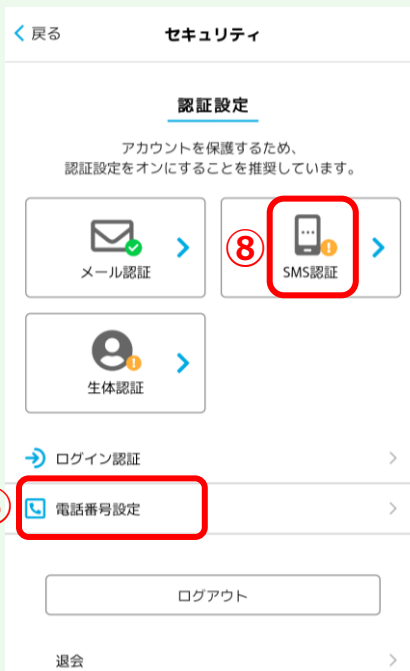 戻る
セキュリティ
認証設定
アカウントを保護するため、
認証設定をオンにすることを推奨しています。
メール認証
⑧
SMS認証
生体認証
ログイン認証
電話番号設定
ログアウト
退会